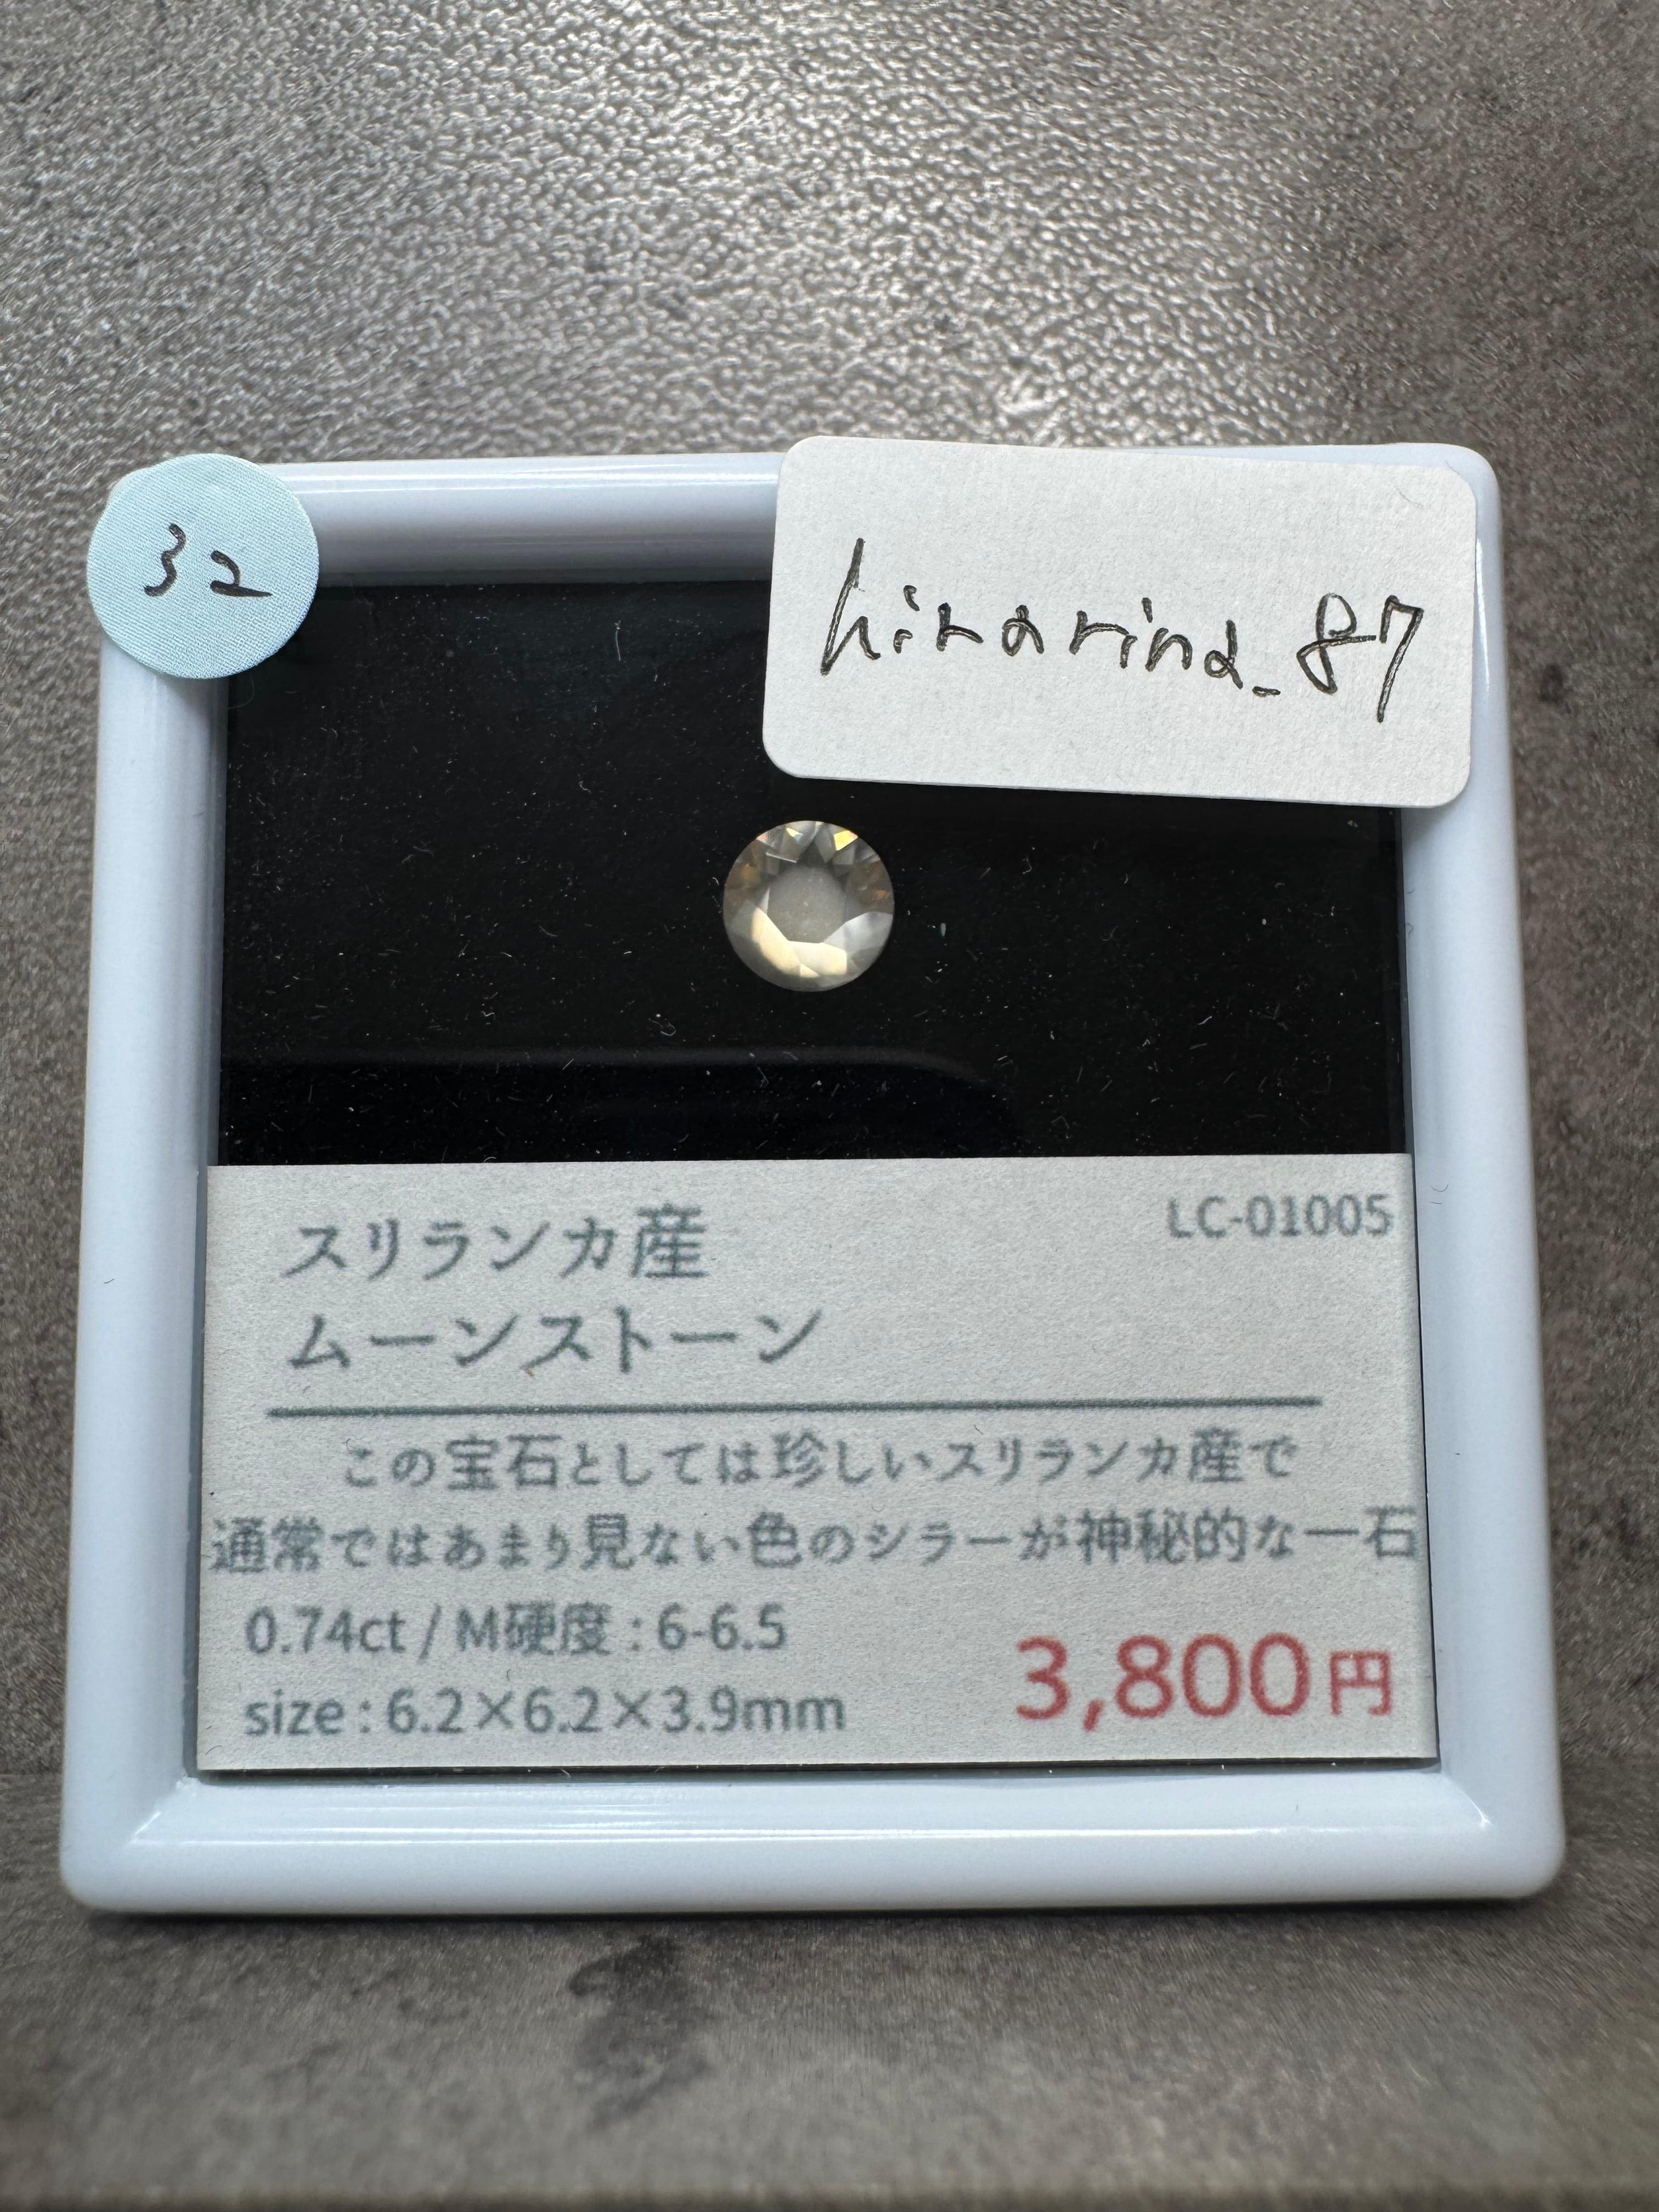 32
hirarina_87
スリランカ産
LC-01005
ムーンストーン
この宝石としては珍しいスリランカ産で
通常ではあまり見ない色のシラーが神秘的な一石
0.74ct / M硬度 : 6-6.5
size : 6.2×6.2×3.9mm
3,800円